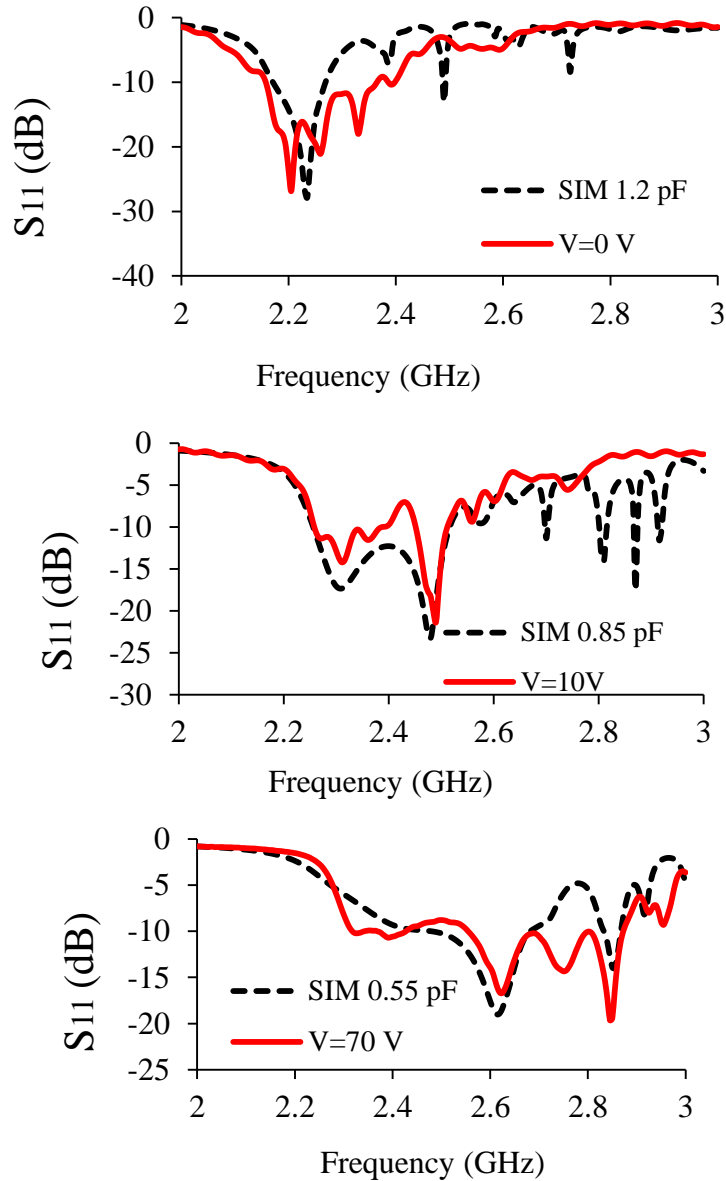 0
-10
-20
-30
-40
S11 (dB)
SIM 1.2 pF
V=0 V
2 2.2 2.4 2.6 2.8 3
Frequency (GHz)
0
-5
-10
-15
-20
-25
-30
S11 (dB)
SIM 0.85 pF
V=10V
2 2.2 2.4 2.6 2.8 3
Frequency (GHz)
0
-5
-10
-15
-20
-25
S11 (dB)
SIM 0.55 pF
V=70 V
2 2.2 2.4 2.6 2.8 3
Frequency (GHz)